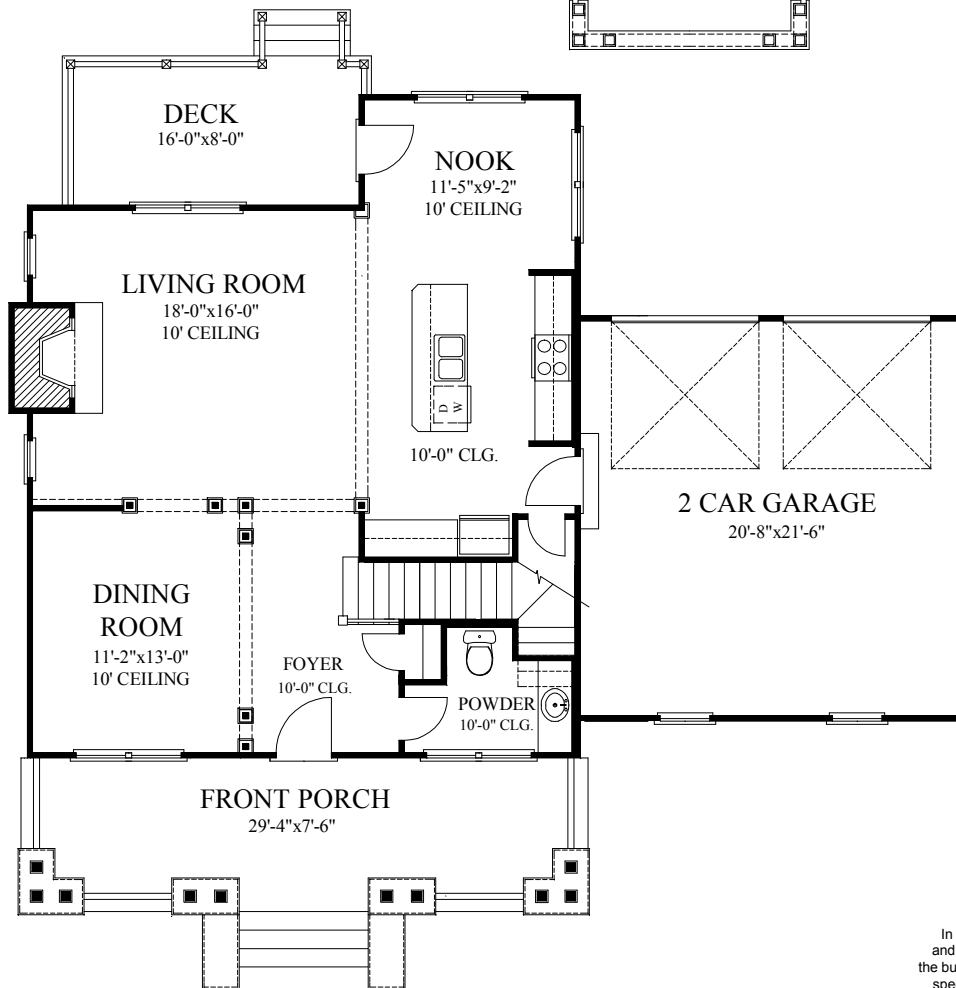 DECK
16'-0"x8'-0"
NOOK
11'-5"x9'-2"
10' CEILING
LIVING ROOM
18'-0"x16'-0"
10' CEILING
D
W
10'-0" CLG.
2 CAR GARAGE
20'-8"x21'-6"
DINING
ROOM
11'-2"x13'-0"
10' CEILING
FOYER
10'-0" CLG.
POWDER
10'-0" CLG.
FRONT PORCH
29'-4"x7'-6"
In
and
the bu
spe